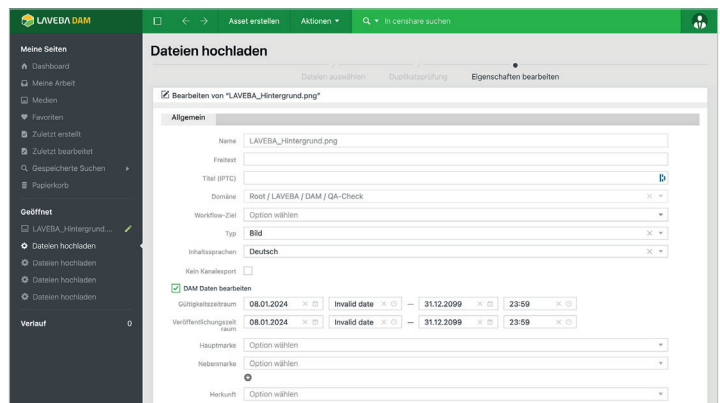 LAVEBA DAM
Asset erstellen
Aktionen
In censhare suchen
Meine Seiten
Dashboard
Meine Arbeit
Medien
Favoriten
Zuletzt erstellt
Zuletzt bearbeitet
Gespeicherte Suchen
Papierkorb
Geöffnet
LAVEBA_Hintergrund....
Dateien hochladen
Dateien hochladen
Dateien hochladen
Dateien hochladen
Verlauf 0
Dateien hochladen
Dateien auswählen Duplikatsprüfung Eigenschaften bearbeiten
Bearbeiten von "LAVEBA_Hintergrund.png"
Allgemein
Name LAVEBA_Hintergrund.png
Freitext
Titel (IPTC)
Domäne Root / LAVEBA / DAM / QA-Check
Workflow-Ziel Option wählen
Typ Bild
Inhaltssprachen Deutsch
Kein Kanalexport
DAM Daten bearbeiten
Gültigkeitszeitraum 08.01.2024 Invalid date — 31.12.2099 23:59
Veröffentlichungszeit 08.01.2024 Invalid date — 31.12.2099 23:59
raum
Hauptmarke Option wählen
Nebenmarke Option wählen
Herkunft Option wählen